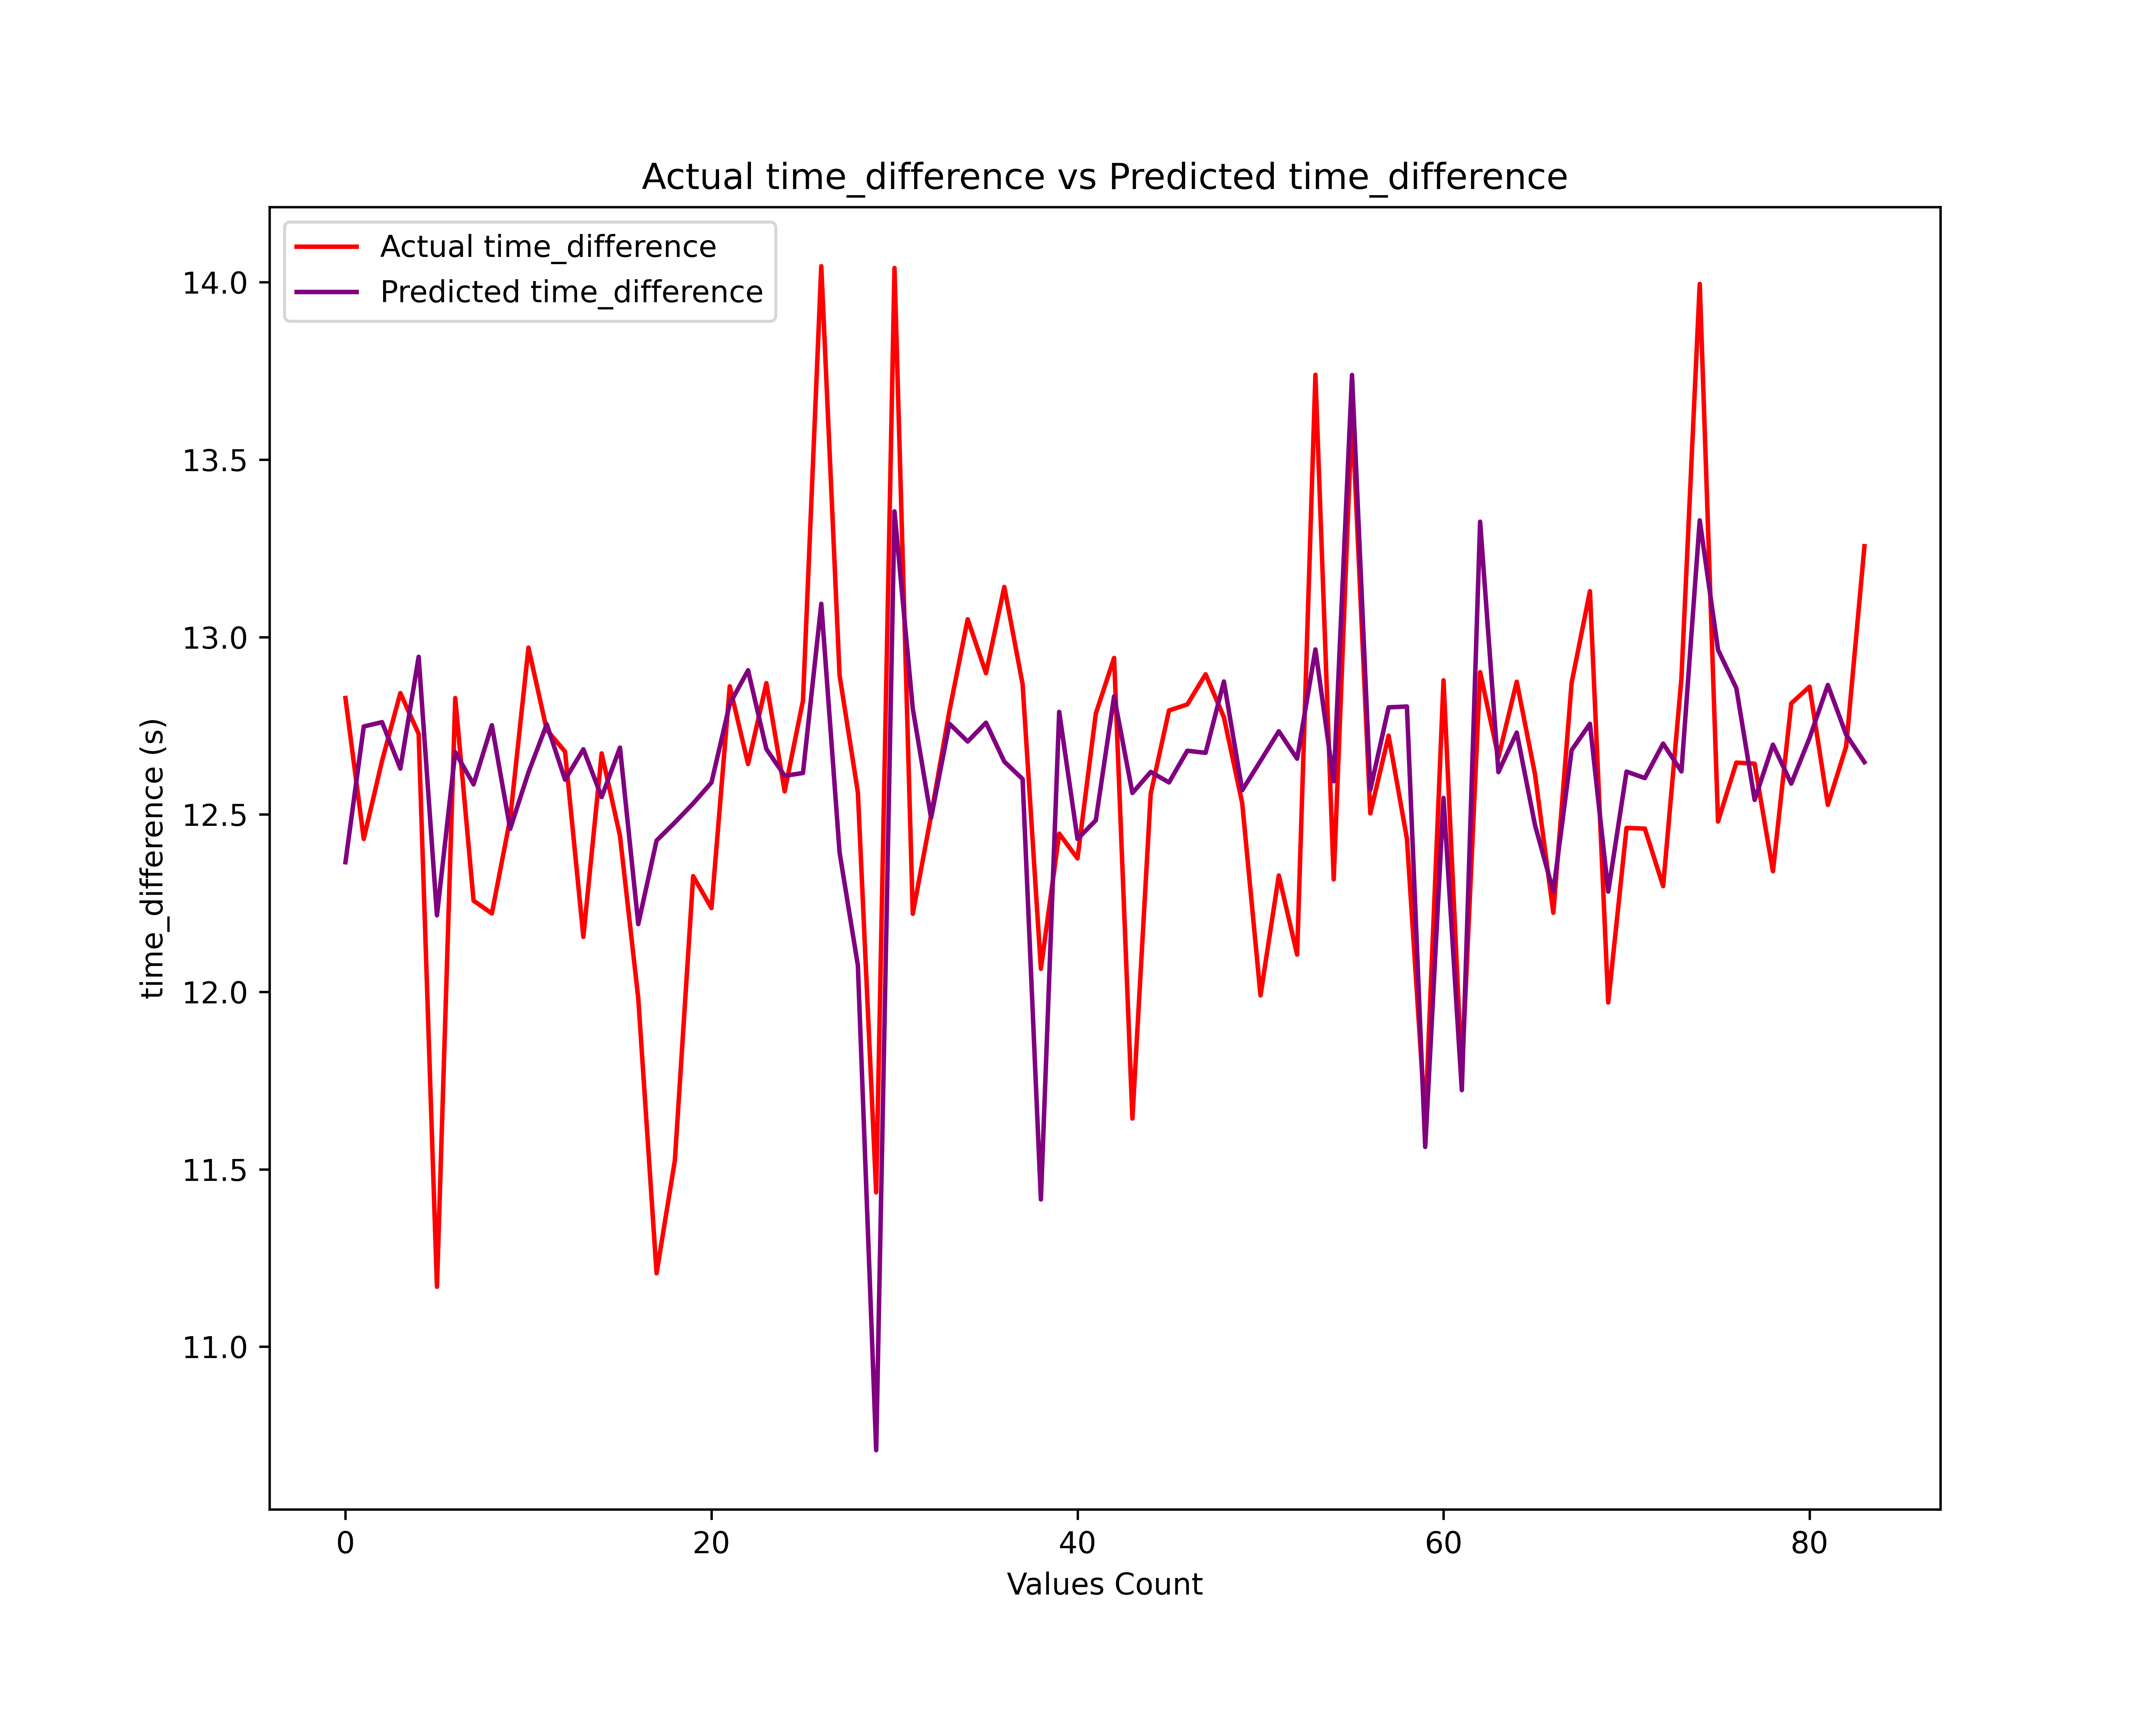 Actual time_difference vs Predicted time_difference
Actual time_difference
Predicted time_difference
time_difference (s)
14.0
13.5
13.0
12.5
12.0
11.5
11.0
0 20 40 60 80
Values Count